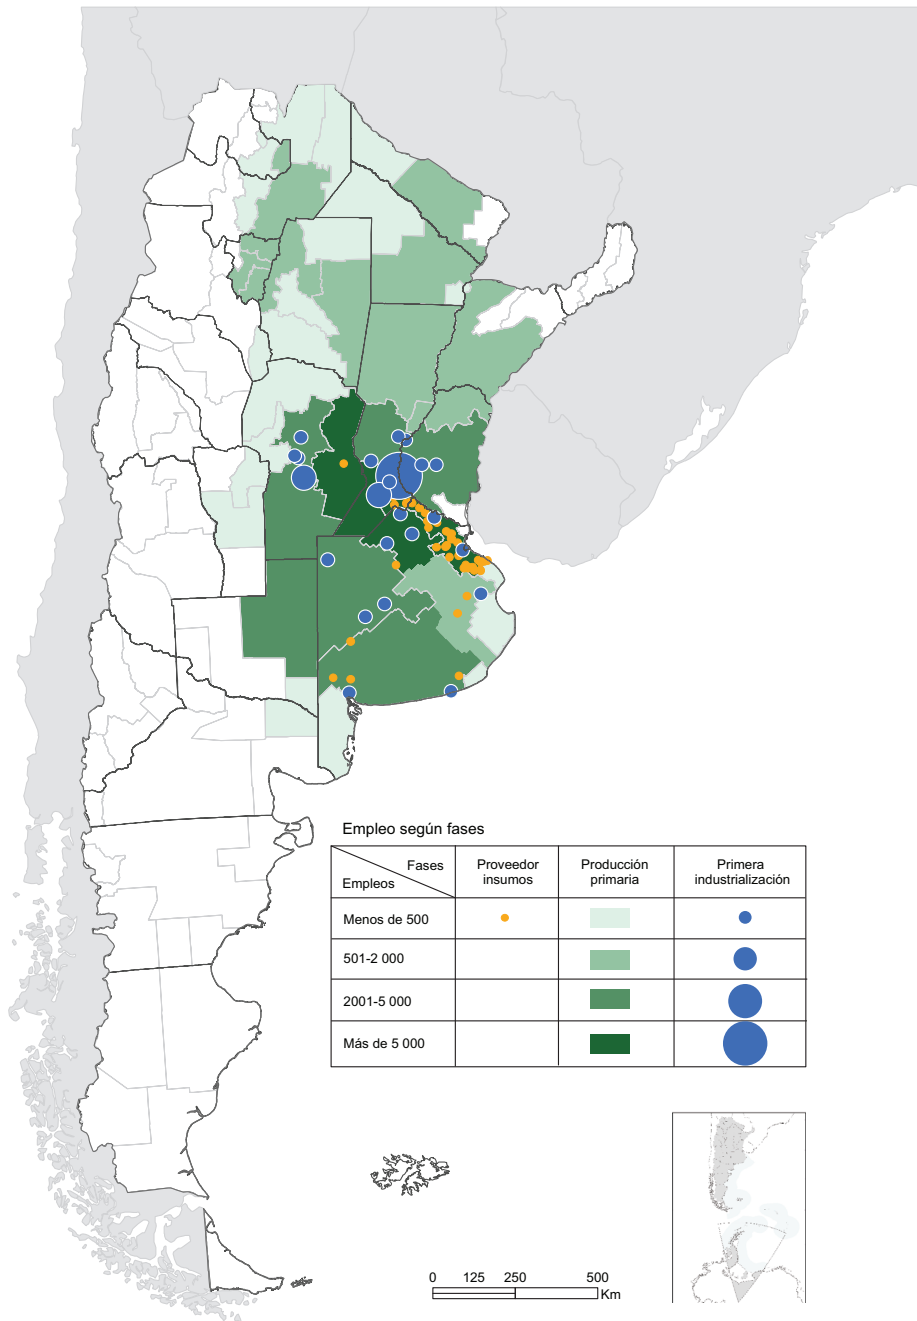 Empleo según fases
Fases
Empleos
Proveedor
insumos
Producción
primaria
Primera
industrialización
Menos de 500
501-2 000
2001-5 000
Más de 5 000
0 125 250 500
Km